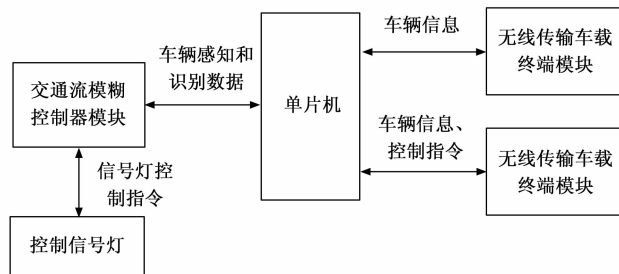 交通流模糊
控制器模块
车辆感知和
识别数据
单片机
车辆信息
无线传输车载
终端模块
车辆信息、
控制指令
无线传输车载
终端模块
信号灯控
制指令
控制信号灯